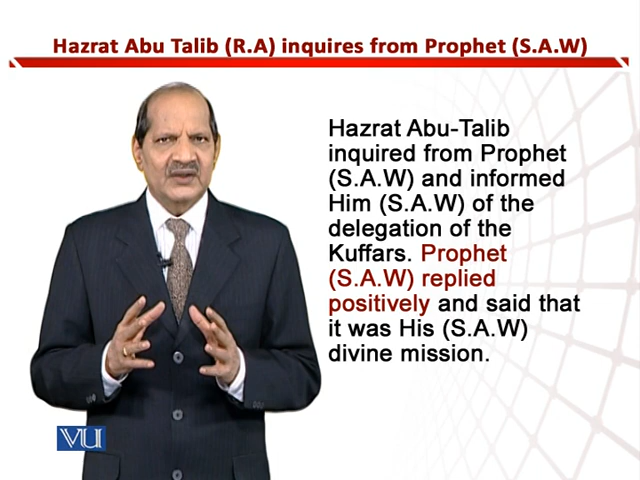 Hazrat Abu Talib (R.A) inquires from Prophet (S.A.W)
Hazrat Abu-Talib
inquired from Prophet
(S.A.W) and informed
Him (S.A.W) of the
delegation of the
Kuffars. Prophet
(S.A.W) replied
positively and said that
it was His (S.A.W)
divine mission.
VU